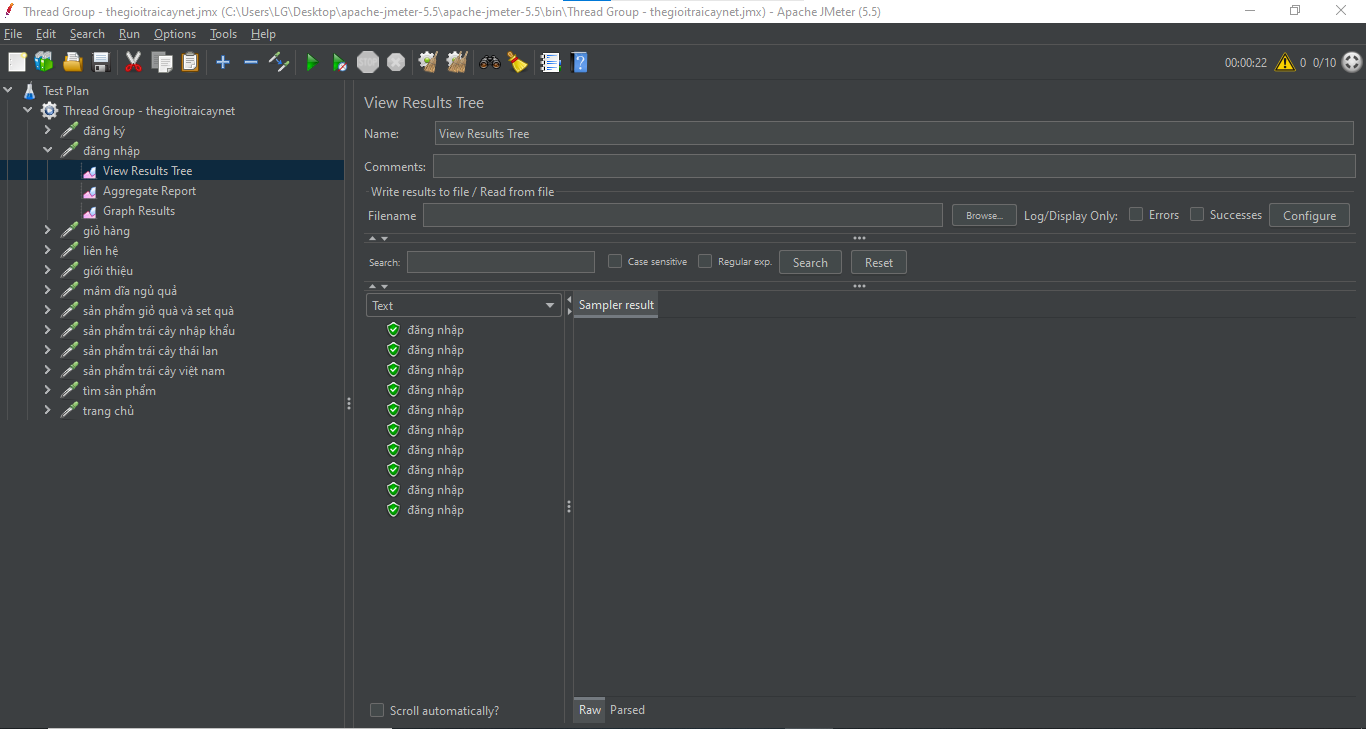 Thread Group - thegioitraicaynet.jmx (C:\Users\LG\Desktop\apache-jmeter-5.5\apache-jmeter-5.5\bin\Thread Group - thegioitraicaynet.jmx) - Apache JMeter (5.5)
File Edit Search Run Options Tools Help
STOP ? 00:00:22 0 0/10
Test Plan
Thread Group - thegioitraicaynet
đăng ký
đăng nhập
View Results Tree
Aggregate Report
Graph Results
giỏ hàng
liên hệ
giới thiệu
mâm dĩa ngủ quả
sản phẩm giỏ quà và set quà
sản phẩm trái cây nhập khẩu
sản phẩm trái cây thái lan
sản phẩm trái cây việt nam
tìm sản phẩm
trang chủ
View Results Tree
Name: View Results Tree
Comments:
Write results to file / Read from file
Filename Browse... Log/Display Only: Errors Successes Configure
Search: Case sensitive Regular exp. Search Reset
Text
Sampler result
đăng nhập
đăng nhập
đăng nhập
đăng nhập
đăng nhập
đăng nhập
đăng nhập
đăng nhập
đăng nhập
đăng nhập
Scroll automatically?
Raw Parsed